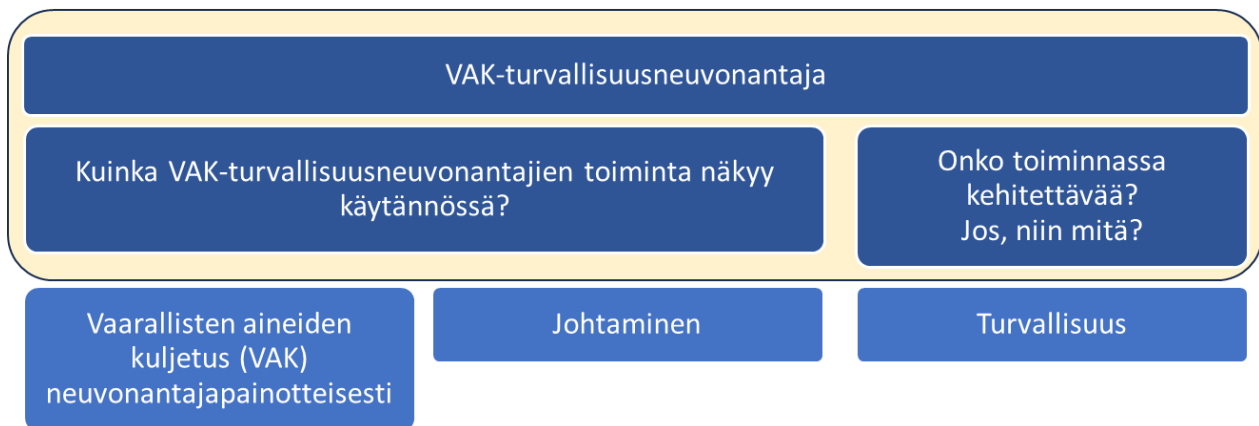 VAK-turvallisuusneuvonantaja
Kuinka VAK-turvallisuusneuvonantajien toiminta näkyy
käytännössä?
Onko toiminnassa
kehitettävää?
Jos, niin mitä?
Vaarallisten aineiden
kuljetus (VAK)
neuvonantajapainotteisesti
Johtaminen
Turvallisuus